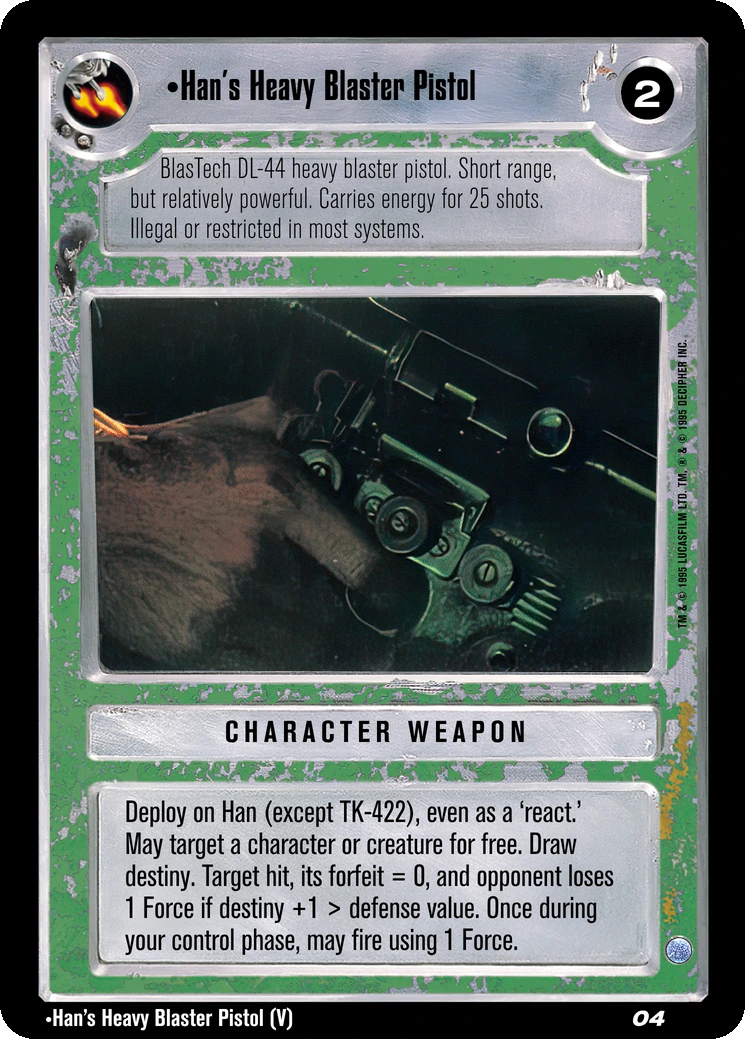 •Han's Heavy Blaster Pistol
2
BlasTech DL-44 heavy blaster pistol. Short range,
but relatively powerful. Carries energy for 25 shots.
Illegal or restricted in most systems.
TM & © 1995 LUCASFILM LTD. TM, ® & © 1995 DECIPHER INC.
CHARACTER WEAPON
Deploy on Han (except TK-422), even as a ‘react.’
May target a character or creature for free. Draw
destiny. Target hit, its forfeit = 0, and opponent loses
1 Force if destiny +1 > defense value. Once during
your control phase, may fire using 1 Force.
•Han's Heavy Blaster Pistol (V)
04